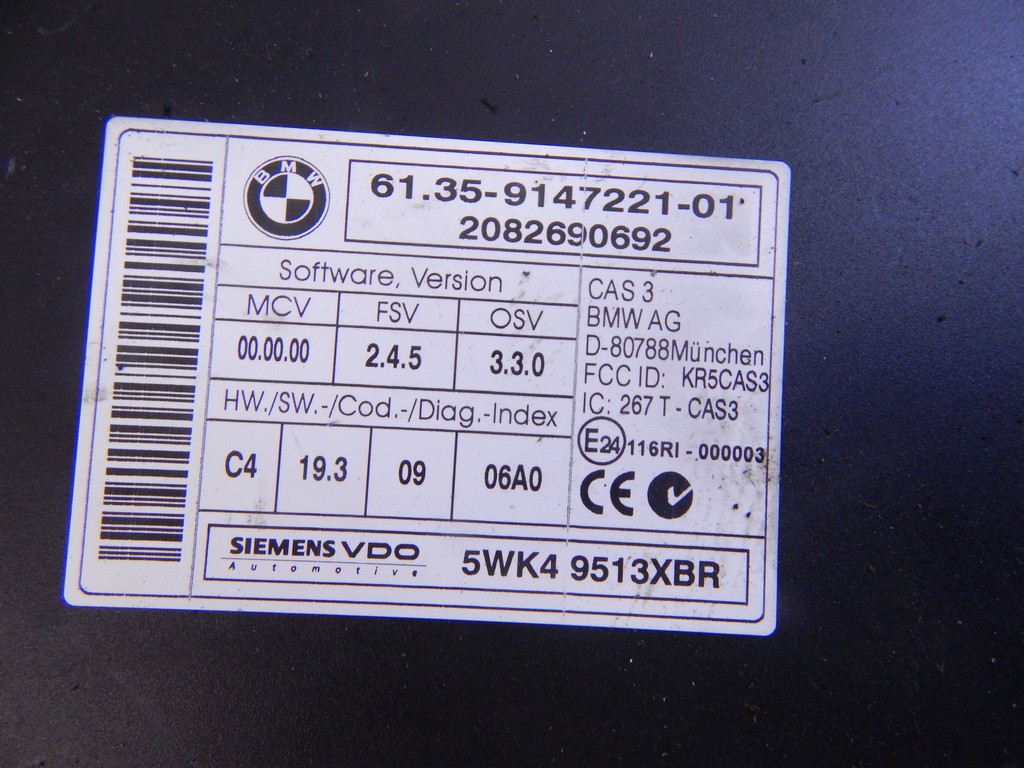 BMW
61.35-9147221-01
2082690692
Software, Version
MCV FSV OSV
00.00.00 2.4.5 3.3.0
HW./SW.-/Cod.-/Diag.-Index
C4 19.3 09 06A0
CAS 3
BMW AG
D-80788München
FCC ID: KR5CAS3
IC: 267 T - CAS3
E24 116RI - 000003
CE
SIEMENS VDO
Automotive
5WK4 9513XBR